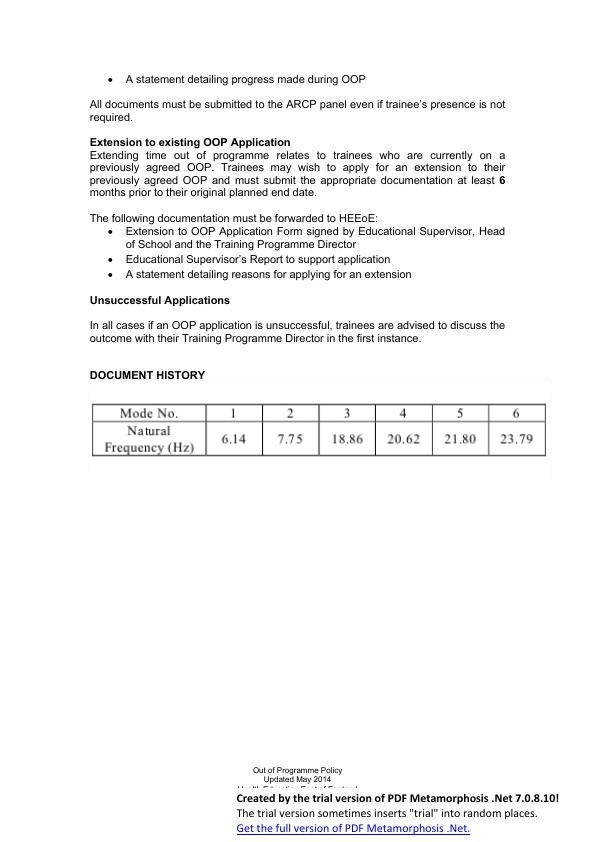 • A statement detailing progress made during OOP
All documents must be submitted to the ARCP panel even if trainee's presence is not
required.
Extension to existing OOP Application
Extending time out of programme relates to trainees who are currently on a
previously agreed OOP. Trainees may wish to apply for an extension to their
previously agreed OOP and must submit the appropriate documentation at least 6
months prior to their original planned end date.
The following documentation must be forwarded to HEEoE:
• Extension to OOP Application Form signed by Educational Supervisor, Head
of School and the Training Programme Director
• Educational Supervisor's Report to support application
• A statement detailing reasons for applying for an extension
Unsuccessful Applications
In all cases if an OOP application is unsuccessful, trainees are advised to discuss the
outcome with their Training Programme Director in the first instance.
DOCUMENT HISTORY
Mode No. 1 2 3 4 5 6
Natural
Frequency (Hz) 6.14 7.75 18.86 20.62 21.80 23.79
Out of Programme Policy
Updated May 2014
Health Education East of England
Created by the trial version of PDF Metamorphosis .Net 7.0.8.10!
The trial version sometimes inserts "trial" into random places.
Get the full version of PDF Metamorphosis .Net.